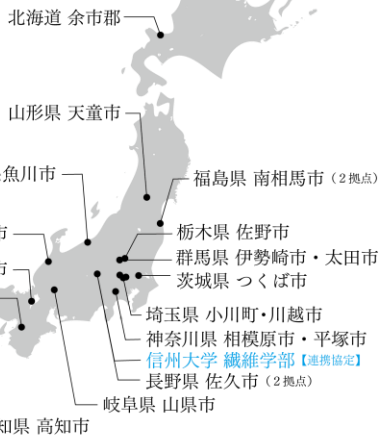 北海道 余市郡
山形県 天童市
魚川市
福島県 南相馬市（2拠点）
市
栃木県 佐野市
群馬県 伊勢崎市・太田市
市
茨城県 つくば市
埼玉県 小川町・川越市
神奈川県 相模原市・平塚市
信州大学 繊維学部【連携協定】
長野県 佐久市（2拠点）
岐阜県 山県市
知県 高知市